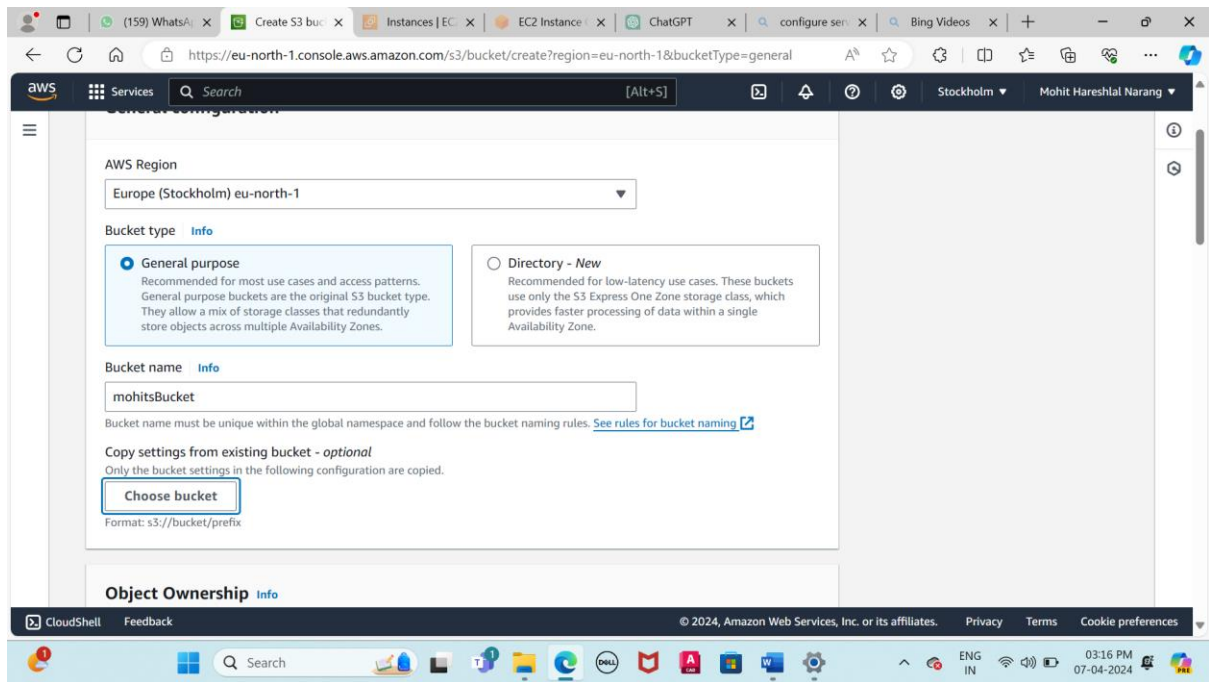 (159) WhatsA
Create S3 buc
Instances | EC
EC2 Instance
ChatGPT
configure ser
Bing Videos
https://eu-north-1.console.aws.amazon.com/s3/bucket/create?region=eu-north-1&bucketType=general
aws
Services
Search
[Alt+S]
Stockholm
Mohit Hareshlal Narang
General configuration
AWS Region
Europe (Stockholm) eu-north-1
Bucket type Info
General purpose
Recommended for most use cases and access patterns.
General purpose buckets are the original S3 bucket type.
They allow a mix of storage classes that redundantly
store objects across multiple Availability Zones.
Directory - New
Recommended for low-latency use cases. These buckets
use only the S3 Express One Zone storage class, which
provides faster processing of data within a single
Availability Zone.
Bucket name Info
mohitsBucket
Bucket name must be unique within the global namespace and follow the bucket naming rules. See rules for bucket naming
Copy settings from existing bucket - optional
Only the bucket settings in the following configuration are copied.
Choose bucket
Format: s3://bucket/prefix
Object Ownership Info
CloudShell
Feedback
© 2024, Amazon Web Services, Inc. or its affiliates.
Privacy
Terms
Cookie preferences
Search
DELL
ENG
IN
03:16 PM
07-04-2024